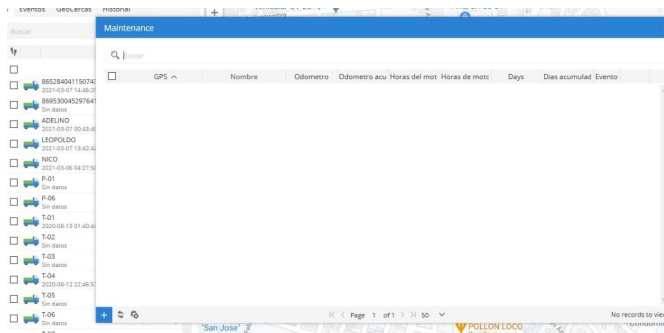 Eventos GeoCercas Historial
Maintenance
Buscar
Buscar
GPS Nombre Odometro Odometro acu Horas del mot Horas de motc Days Dias acumulad Evento
86528404115074
2021-03-07 14:46:2
86953004529764
Sin datos
ADELINO
2021-03-07 00:43:4
LEOPOLDO
2021-03-07 13:42:4
NICO
2021-03-06 04:27:5
P-01
Sin datos
P-06
Sin datos
T-01
2020-08-13 01:40:4
T-02
Sin datos
T-03
Sin datos
T-04
2020-08-12 22:46:5
T-05
Sin datos
T-06
Sin datos
Page 1 of 1 50
No records to vie
"San Jose"
POLLON LOCO